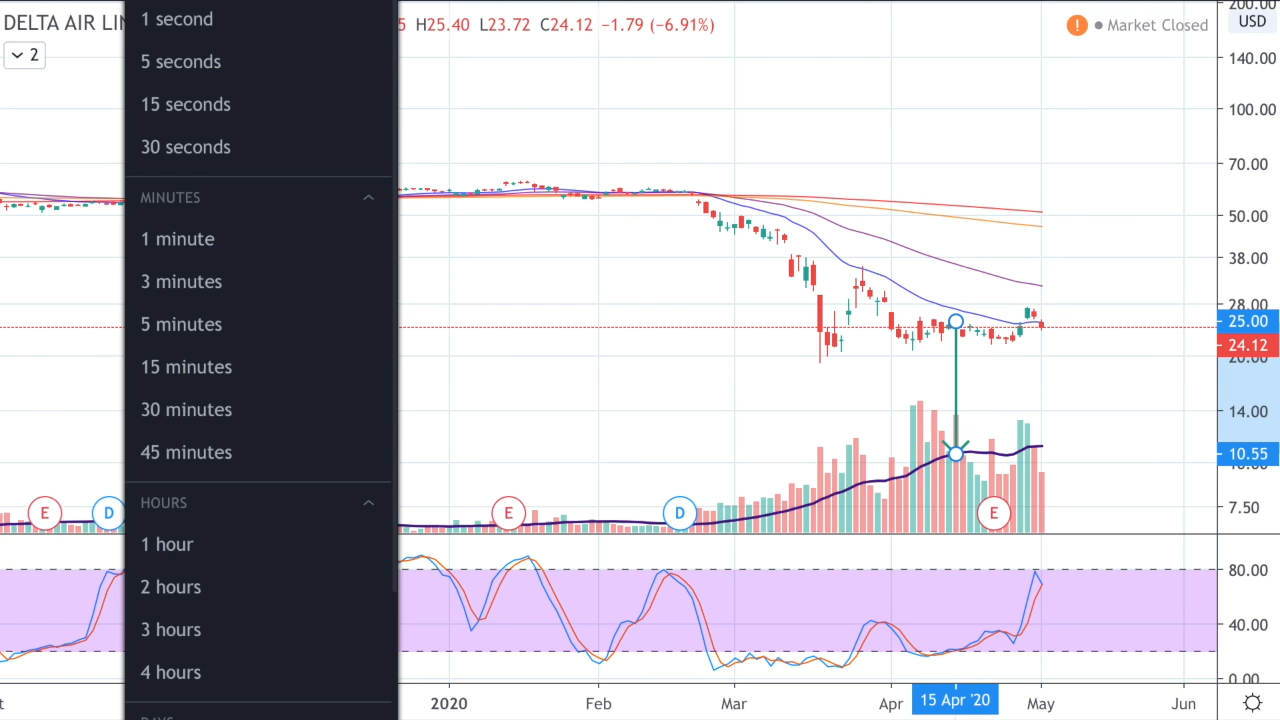 DELTA AIR LIN
5 H25.40 L23.72 C24.12 −1.79 (−6.91%)
! Market Closed
2
1 second
5 seconds
15 seconds
30 seconds
MINUTES
1 minute
3 minutes
5 minutes
15 minutes
30 minutes
45 minutes
HOURS
1 hour
2 hours
3 hours
4 hours
200.00
USD
140.00
100.00
70.00
50.00
38.00
28.00
25.00
24.12
20.00
14.00
10.55
10.00
7.50
80.00
40.00
0.00
E
D
E
D
E
t
2020
Feb
Mar
Apr
15 Apr '20
May
Jun